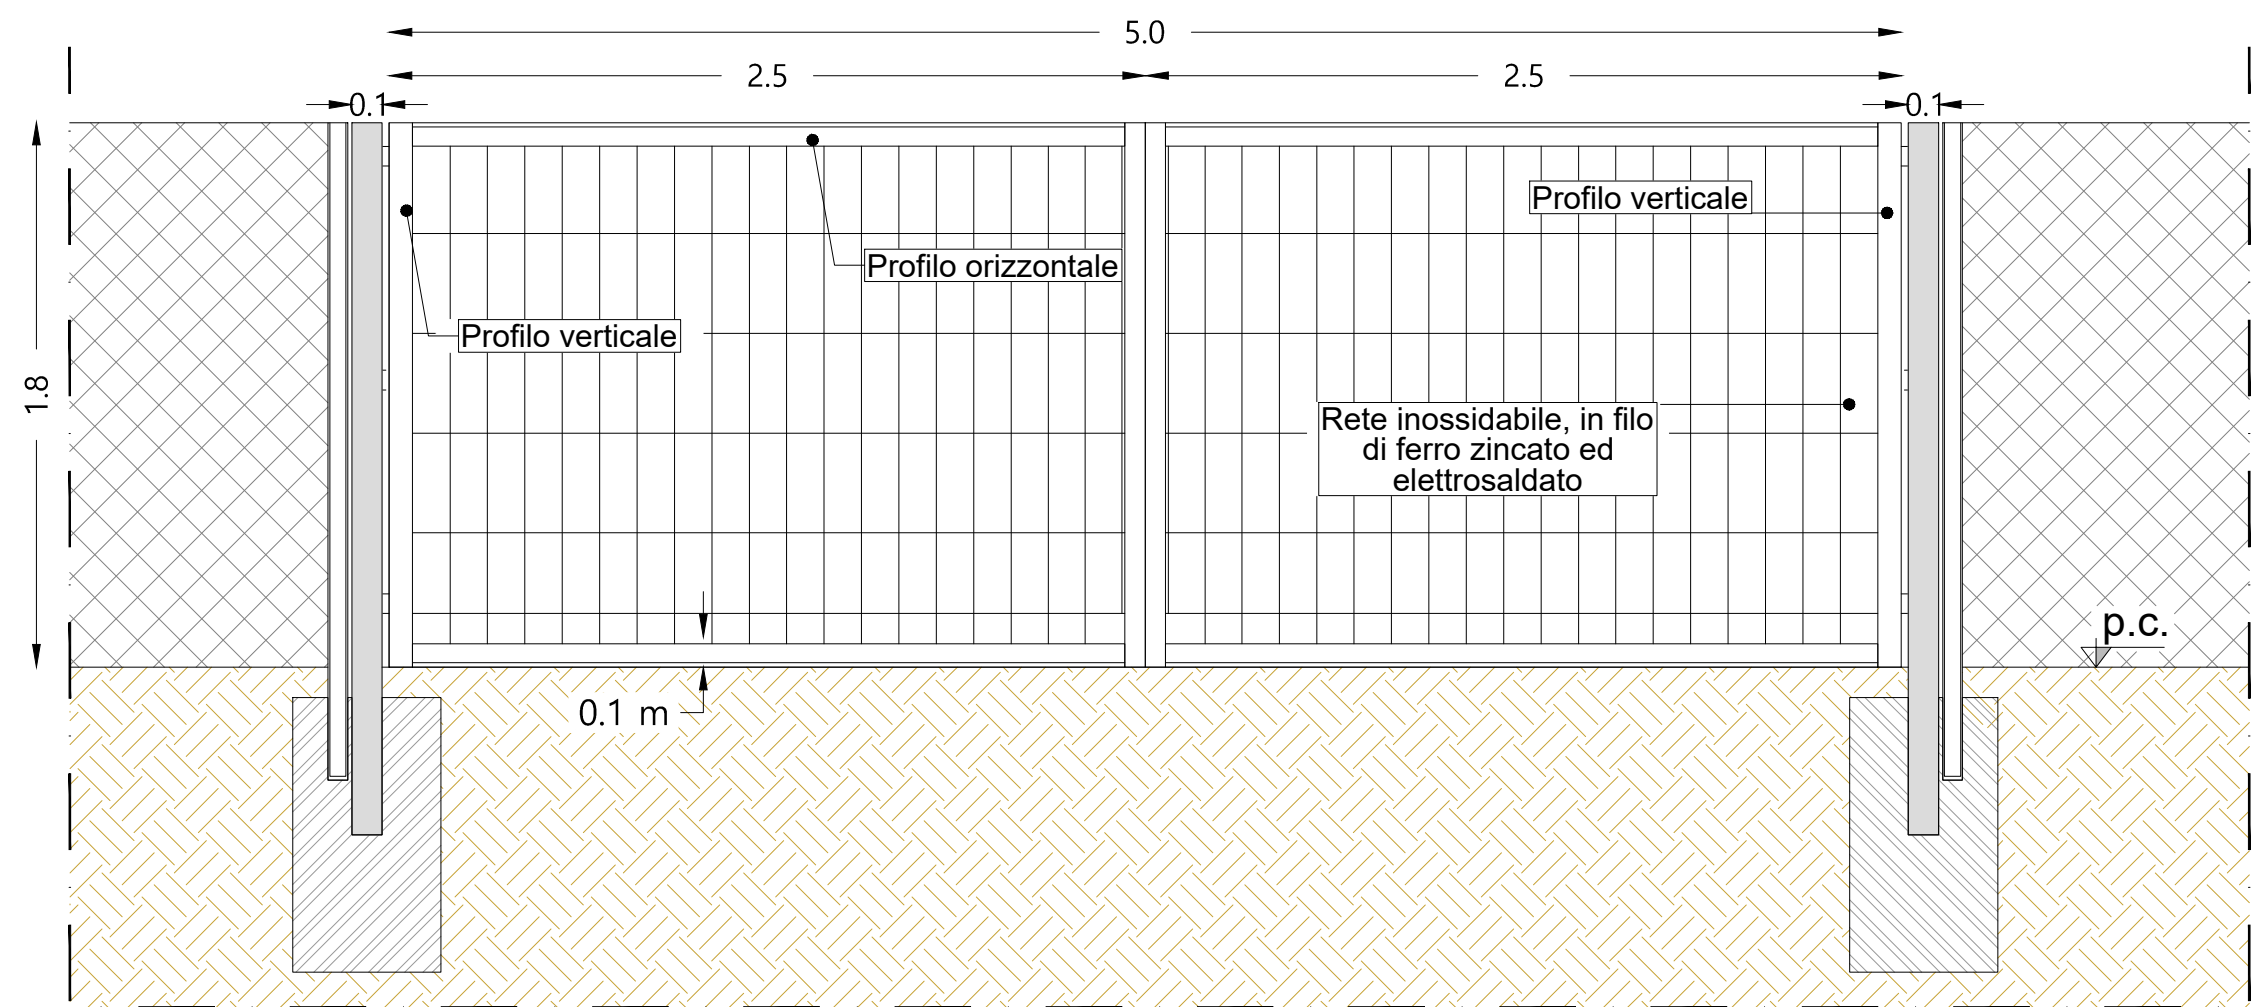 5.0
2.5
2.5
0.1
0.1
Profilo verticale
Profilo orizzontale
Profilo verticale
1.8
Rete inossidabile, in filo
di ferro zincato ed
elettrosaldato
p.c.
0.1 m